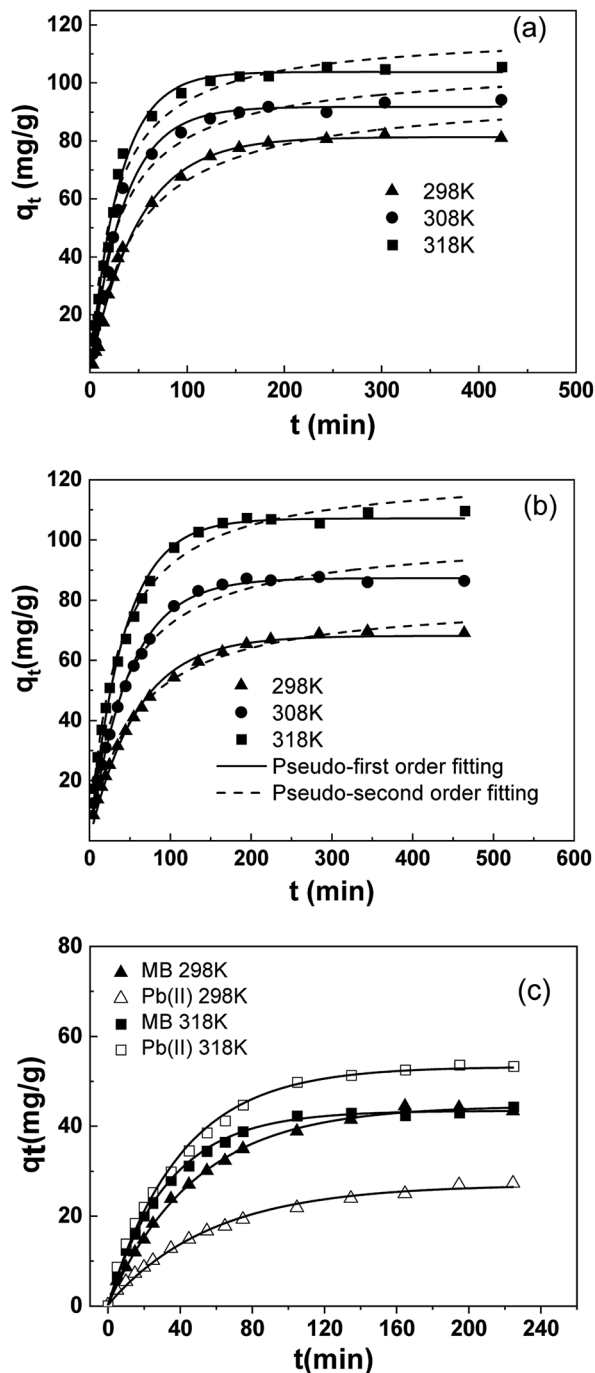 (a)
120
100
80
60
40
20
qt (mg/g)
298K
308K
318K
0 100 200 300 400 500
t (min)
(b)
120
100
80
60
40
20
qt(mg/g)
298K
308K
318K
Pseudo-first order fitting
Pseudo-second order fitting
0 100 200 300 400 500 600
t (min)
(c)
80
60
40
20
0
qt(mg/g)
MB 298K
Pb(II) 298K
MB 318K
Pb(II) 318K
0 40 80 120 160 200 240
t(min)